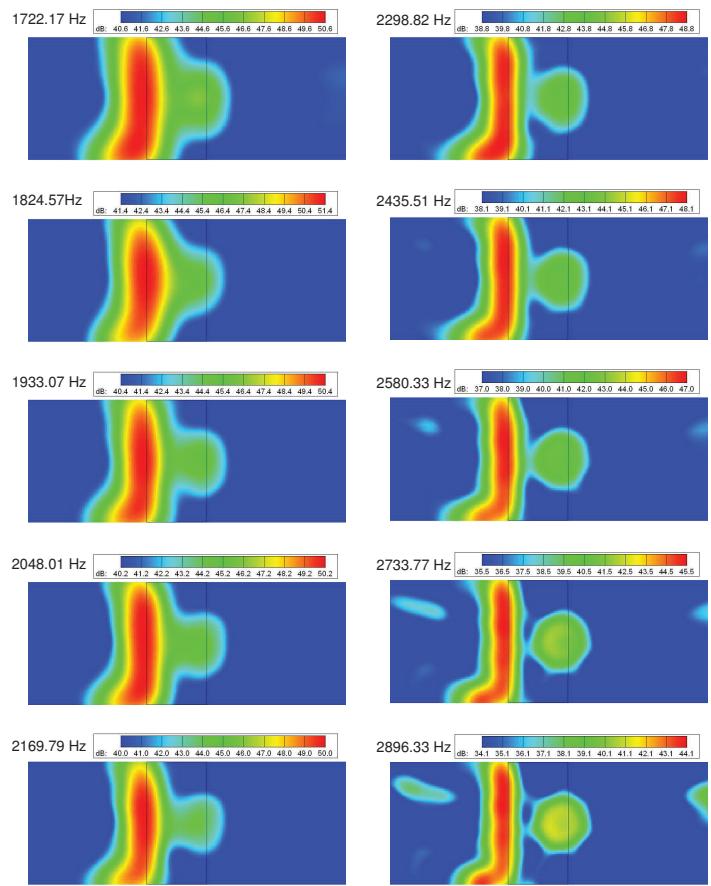 1722.17 Hz
dB: 40.6 41.6 42.6 43.6 44.6 45.6 46.6 47.6 48.6 49.6 50.6
1824.57Hz
dB: 41.4 42.4 43.4 44.4 45.4 46.4 47.4 48.4 49.4 50.4 51.4
1933.07 Hz
dB: 40.4 41.4 42.4 43.4 44.4 45.4 46.4 47.4 48.4 49.4 50.4
2048.01 Hz
dB: 40.2 41.2 42.2 43.2 44.2 45.2 46.2 47.2 48.2 49.2 50.2
2169.79 Hz
dB: 40.0 41.0 42.0 43.0 44.0 45.0 46.0 47.0 48.0 49.0 50.0
2298.82 Hz
dB: 38.8 39.8 40.8 41.8 42.8 43.8 44.8 45.8 46.8 47.8 48.8
2435.51 Hz
dB: 38.1 39.1 40.1 41.1 42.1 43.1 44.1 45.1 46.1 47.1 48.1
2580.33 Hz
dB: 37.0 38.0 39.0 40.0 41.0 42.0 43.0 44.0 45.0 46.0 47.0
2733.77 Hz
dB: 35.5 36.5 37.5 38.5 39.5 40.5 41.5 42.5 43.5 44.5 45.5
2896.33 Hz
dB: 34.1 35.1 36.1 37.1 38.1 39.1 40.1 41.1 42.1 43.1 44.1